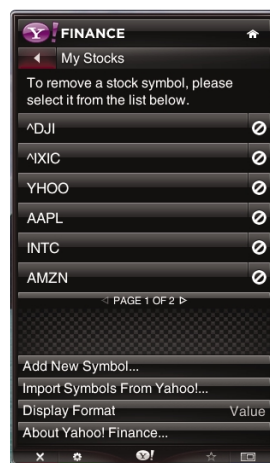 Y! FINANCE
My Stocks
To remove a stock symbol, please
select it from the list below.
^DJI
^IXIC
YHOO
AAPL
INTC
AMZN
PAGE 1 OF 2
Add New Symbol...
Import Symbols From Yahoo!...
Display Format Value
About Yahoo! Finance...
Y!